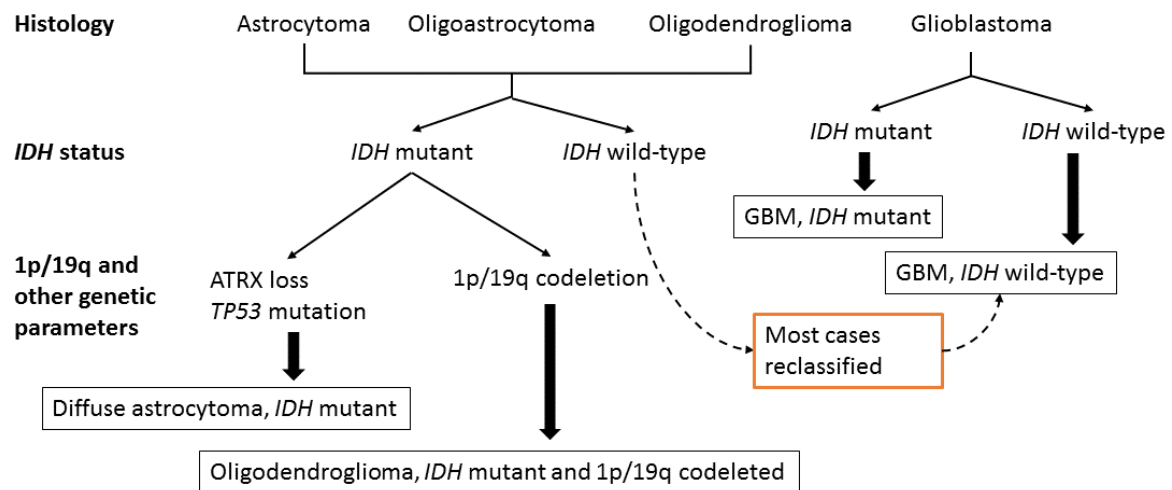 Histology
Astrocytoma
Oligoastrocytoma
Oligodendroglioma
Glioblastoma
IDH status
IDH mutant
IDH wild-type
IDH mutant
IDH wild-type
GBM, IDH mutant
1p/19q and
other genetic
parameters
ATRX loss
TP53 mutation
1p/19q codeletion
GBM, IDH wild-type
Most cases
reclassified
Diffuse astrocytoma, IDH mutant
Oligodendroglioma, IDH mutant and 1p/19q codeleted